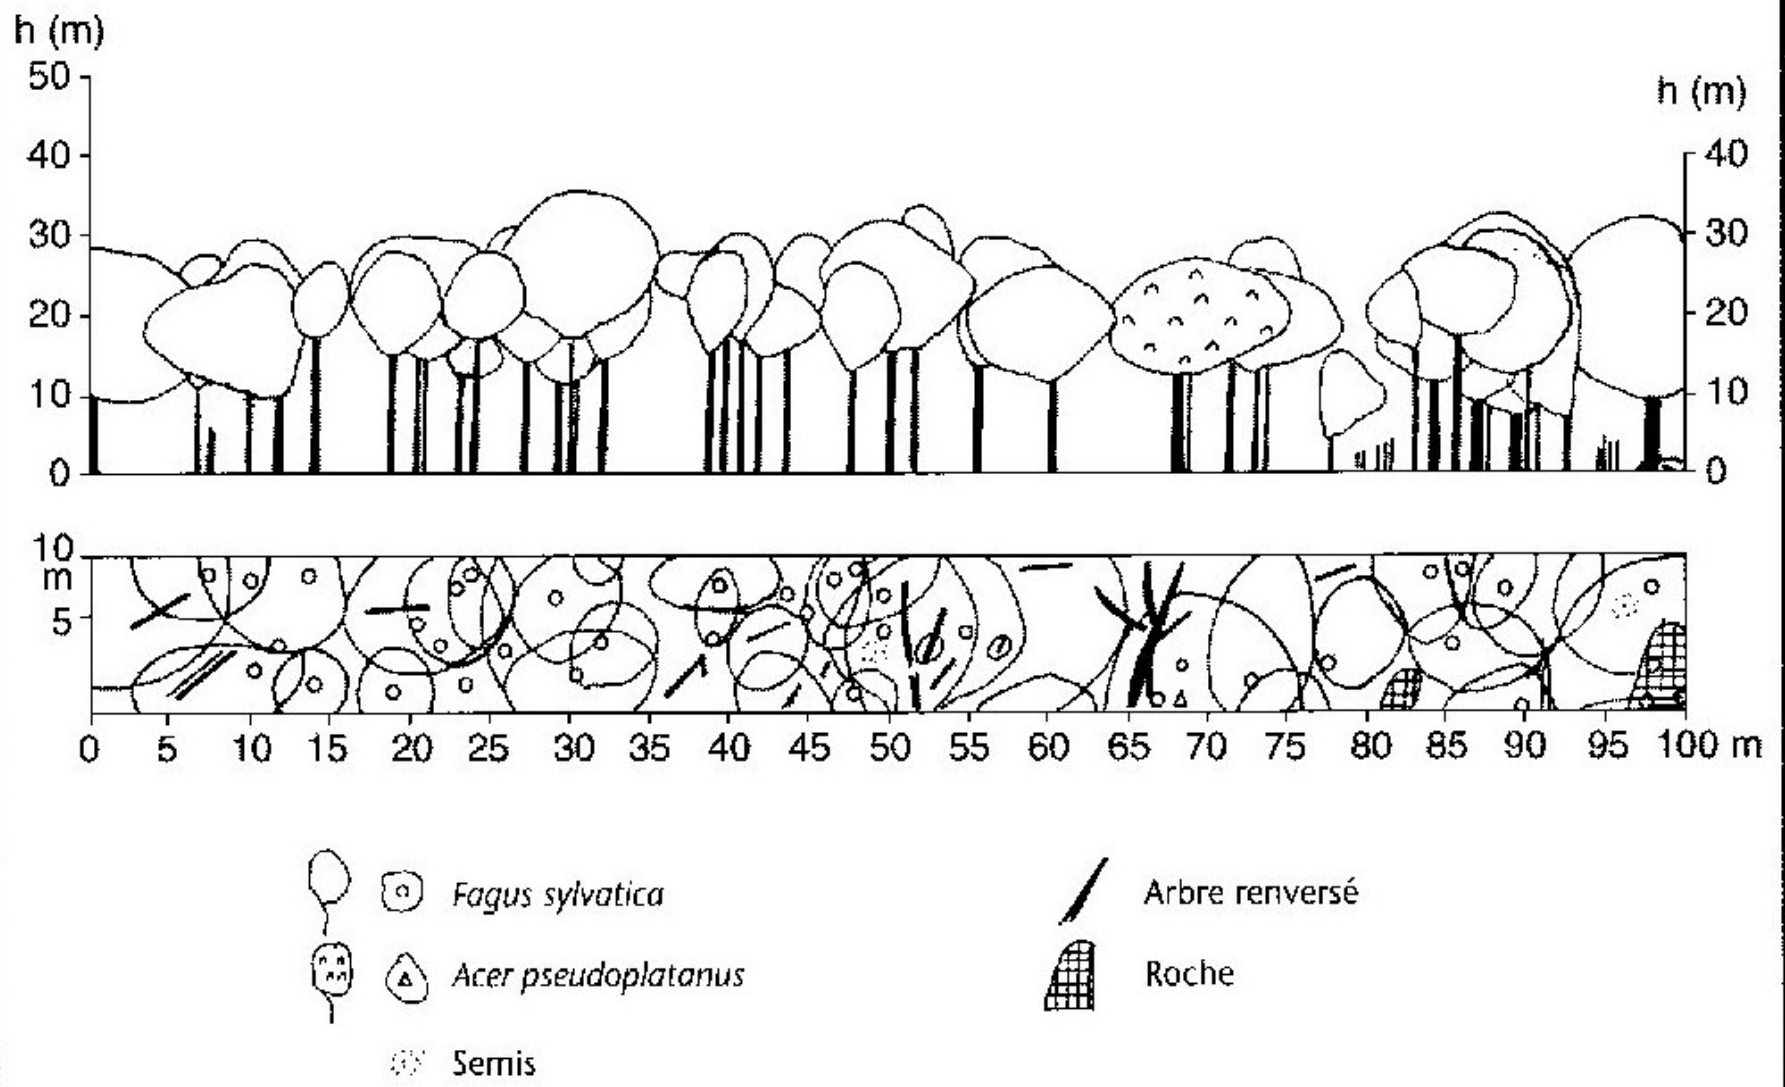 h (m)
50
40
30
20
10
0
h (m)
40
30
20
10
0
10
m
5
0 5 10 15 20 25 30 35 40 45 50 55 60 65 70 75 80 85 90 95 100 m
Fagus sylvatica
Acer pseudoplatanus
Semis
Arbre renversé
Roche